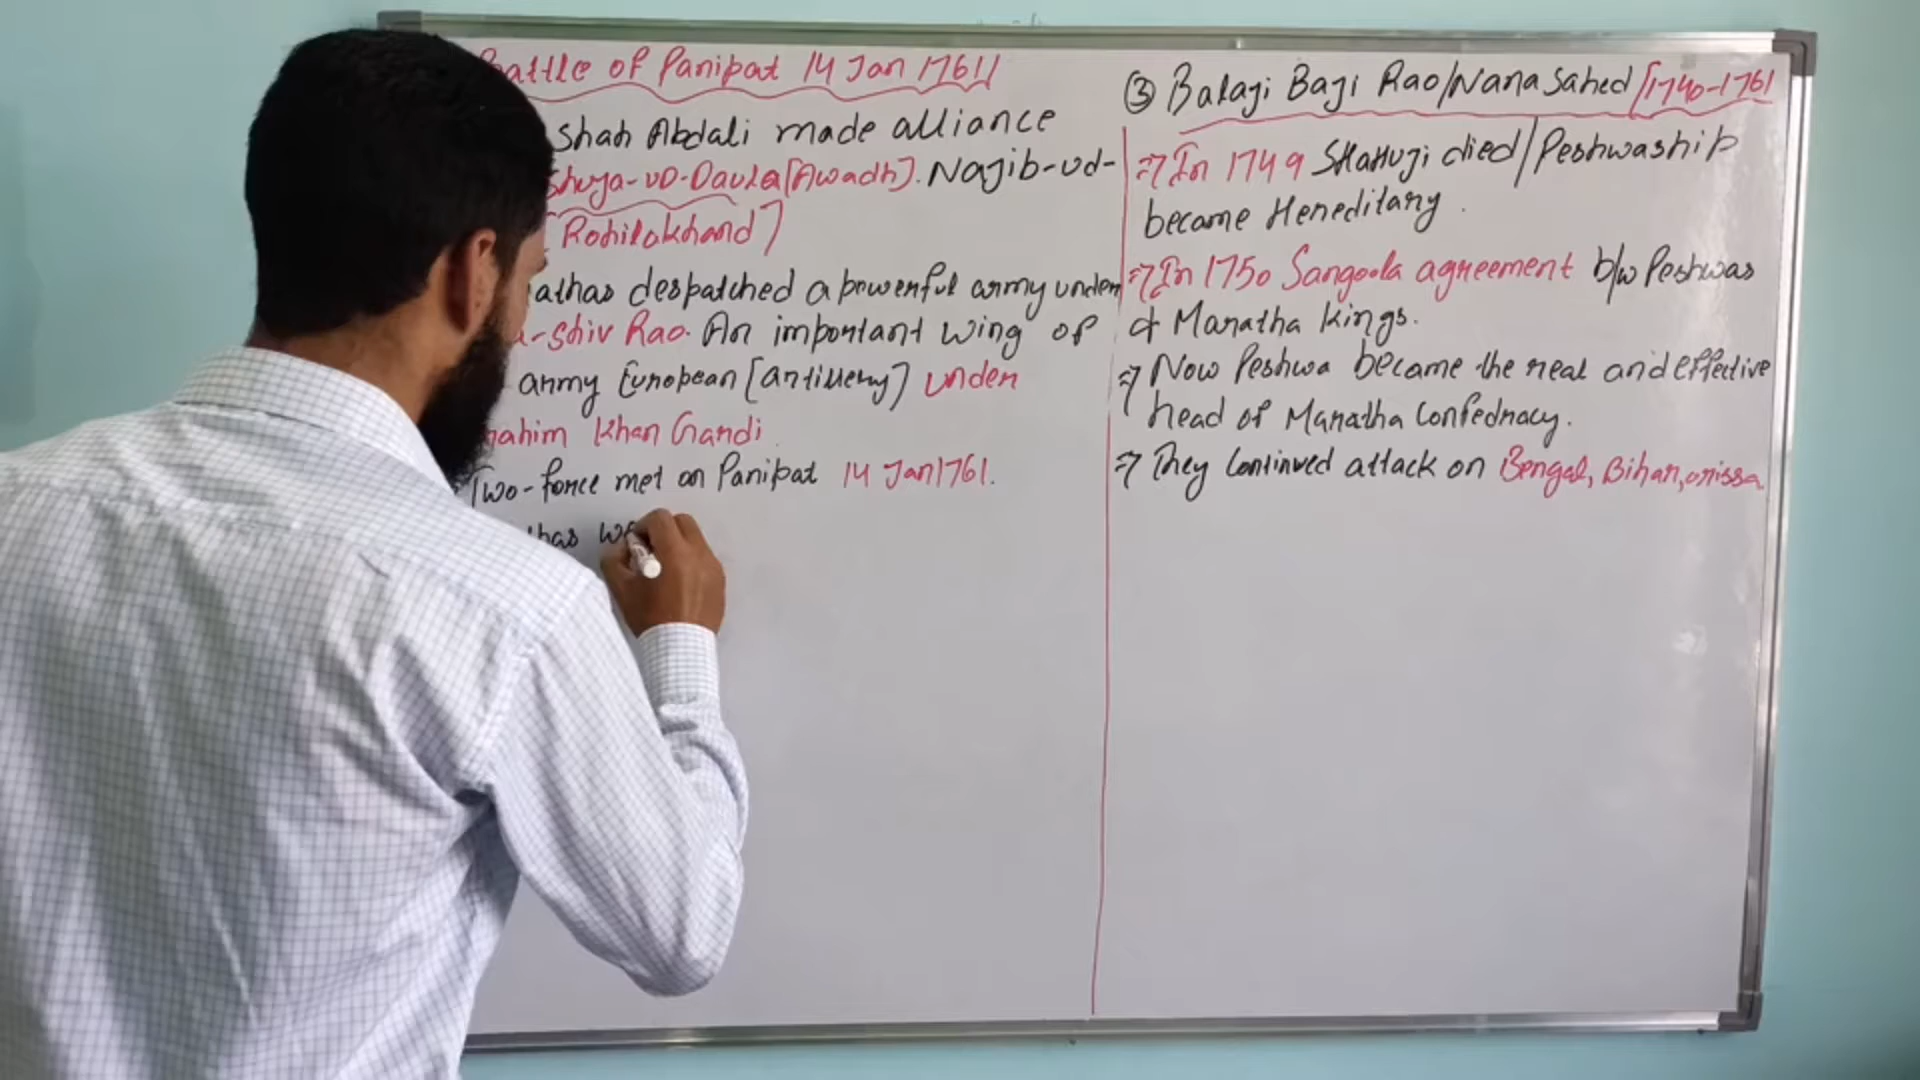 Battle of Panipat 14 Jan 1761
Shah Abdali made alliance
Shuja-UD-Daula [Awadh]. Najib-ud-
[Rohilakhand]
despatched a powerful army under
-Shiv Rao. An important wing of
army European [artillery] under
Khan Gardi
Two-force met on Panipat 14 Jan 1761.
③ Balaji Baji Rao/Nana Saheb [1740-1761
⇒ In 1749 SHAHUji died/Peshwaship
became Hereditary.
⇒ In 1750 Sangoola agreement b/w Peshwas
& Maratha Kings.
⇒ Now Peshwa became the real and effective
head of Maratha Confedracy.
⇒ They Continued attack on Bengal, Bihar, orissa